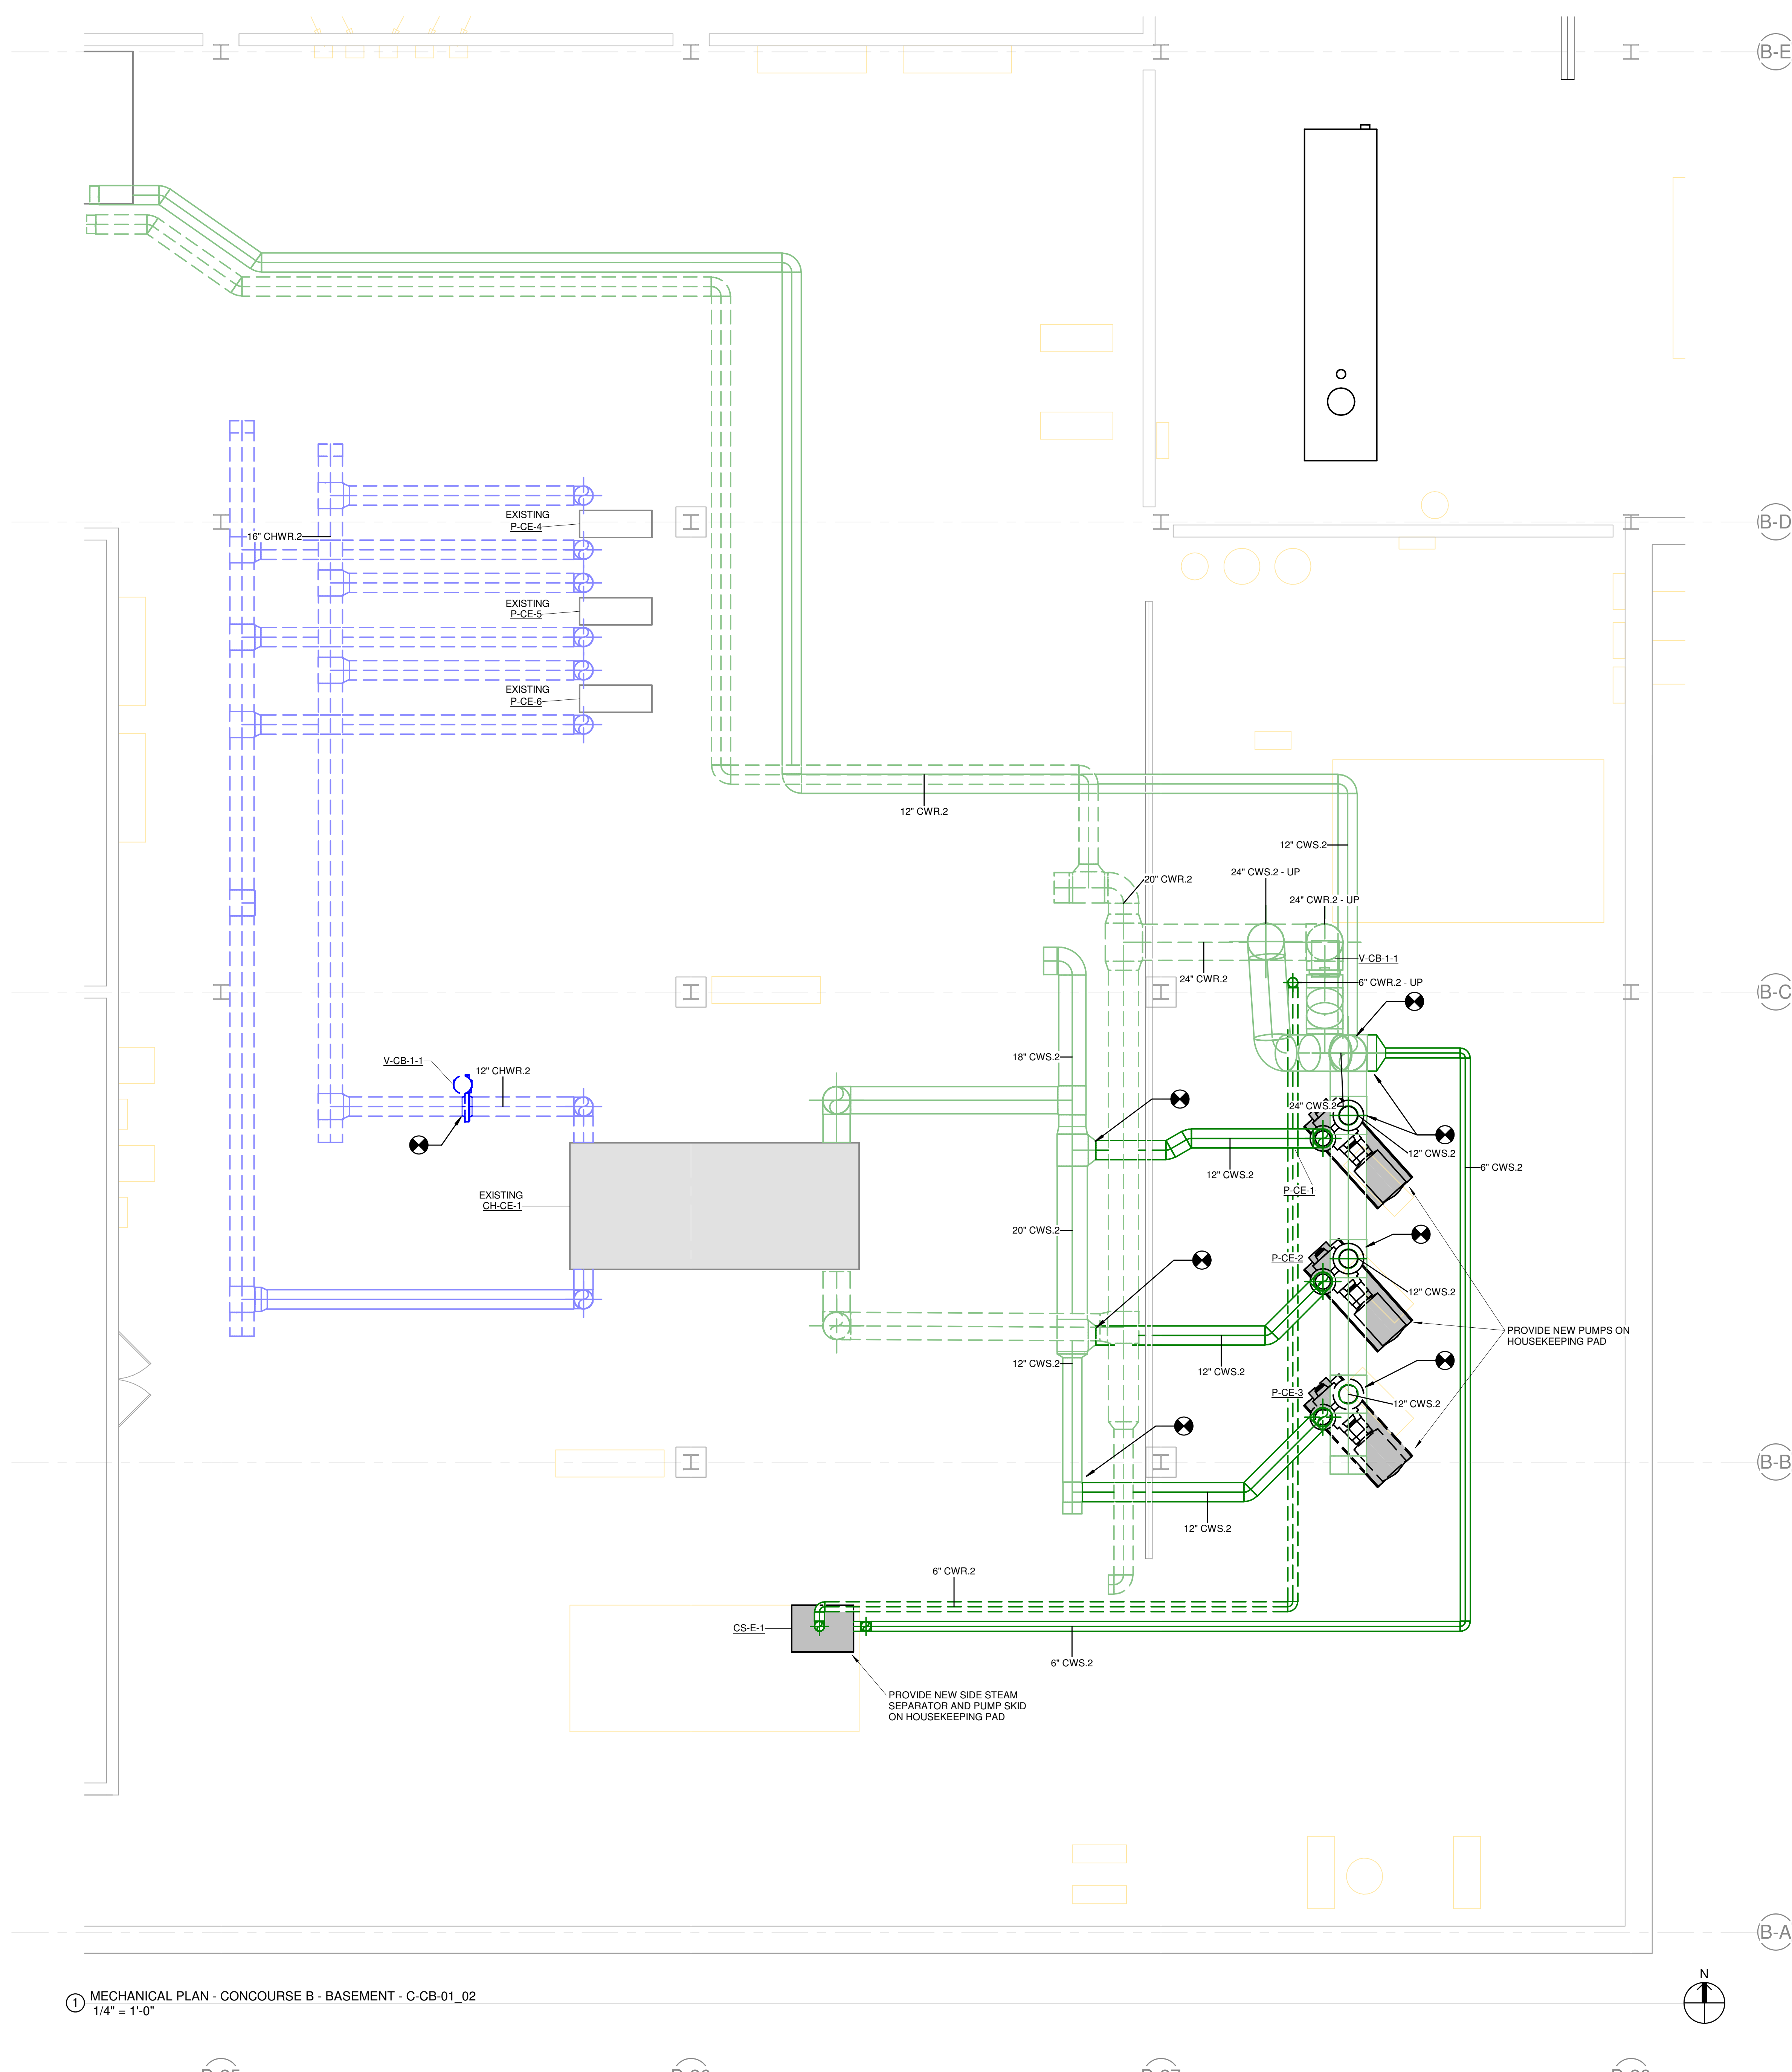 B-E
EXISTING
P-CE-4
B-D
16" CHWR.2
EXISTING
P-CE-5
EXISTING
P-CE-6
12" CWR.2
12" CWS.2
20" CWR.2
24" CWS.2 - UP
24" CWR.2 - UP
V-CB-1-1
24" CWR.2
6" CWR.2 - UP
B-C
18" CWS.2
V-CB-1-1
12" CHWR.2
24" CWS.2
12" CWS.2
12" CWS.2
6" CWS.2
P-CE-1
EXISTING
CH-CE-1
20" CWS.2
P-CE-2
12" CWS.2
PROVIDE NEW PUMPS ON
HOUSEKEEPING PAD
12" CWS.2
12" CWS.2
P-CE-3
12" CWS.2
B-B
12" CWS.2
6" CWR.2
CS-E-1
6" CWS.2
PROVIDE NEW SIDE STEAM
SEPARATOR AND PUMP SKID
ON HOUSEKEEPING PAD
B-A
N
1
MECHANICAL PLAN - CONCOURSE B - BASEMENT - C-CB-01_02
1/4" = 1'-0"